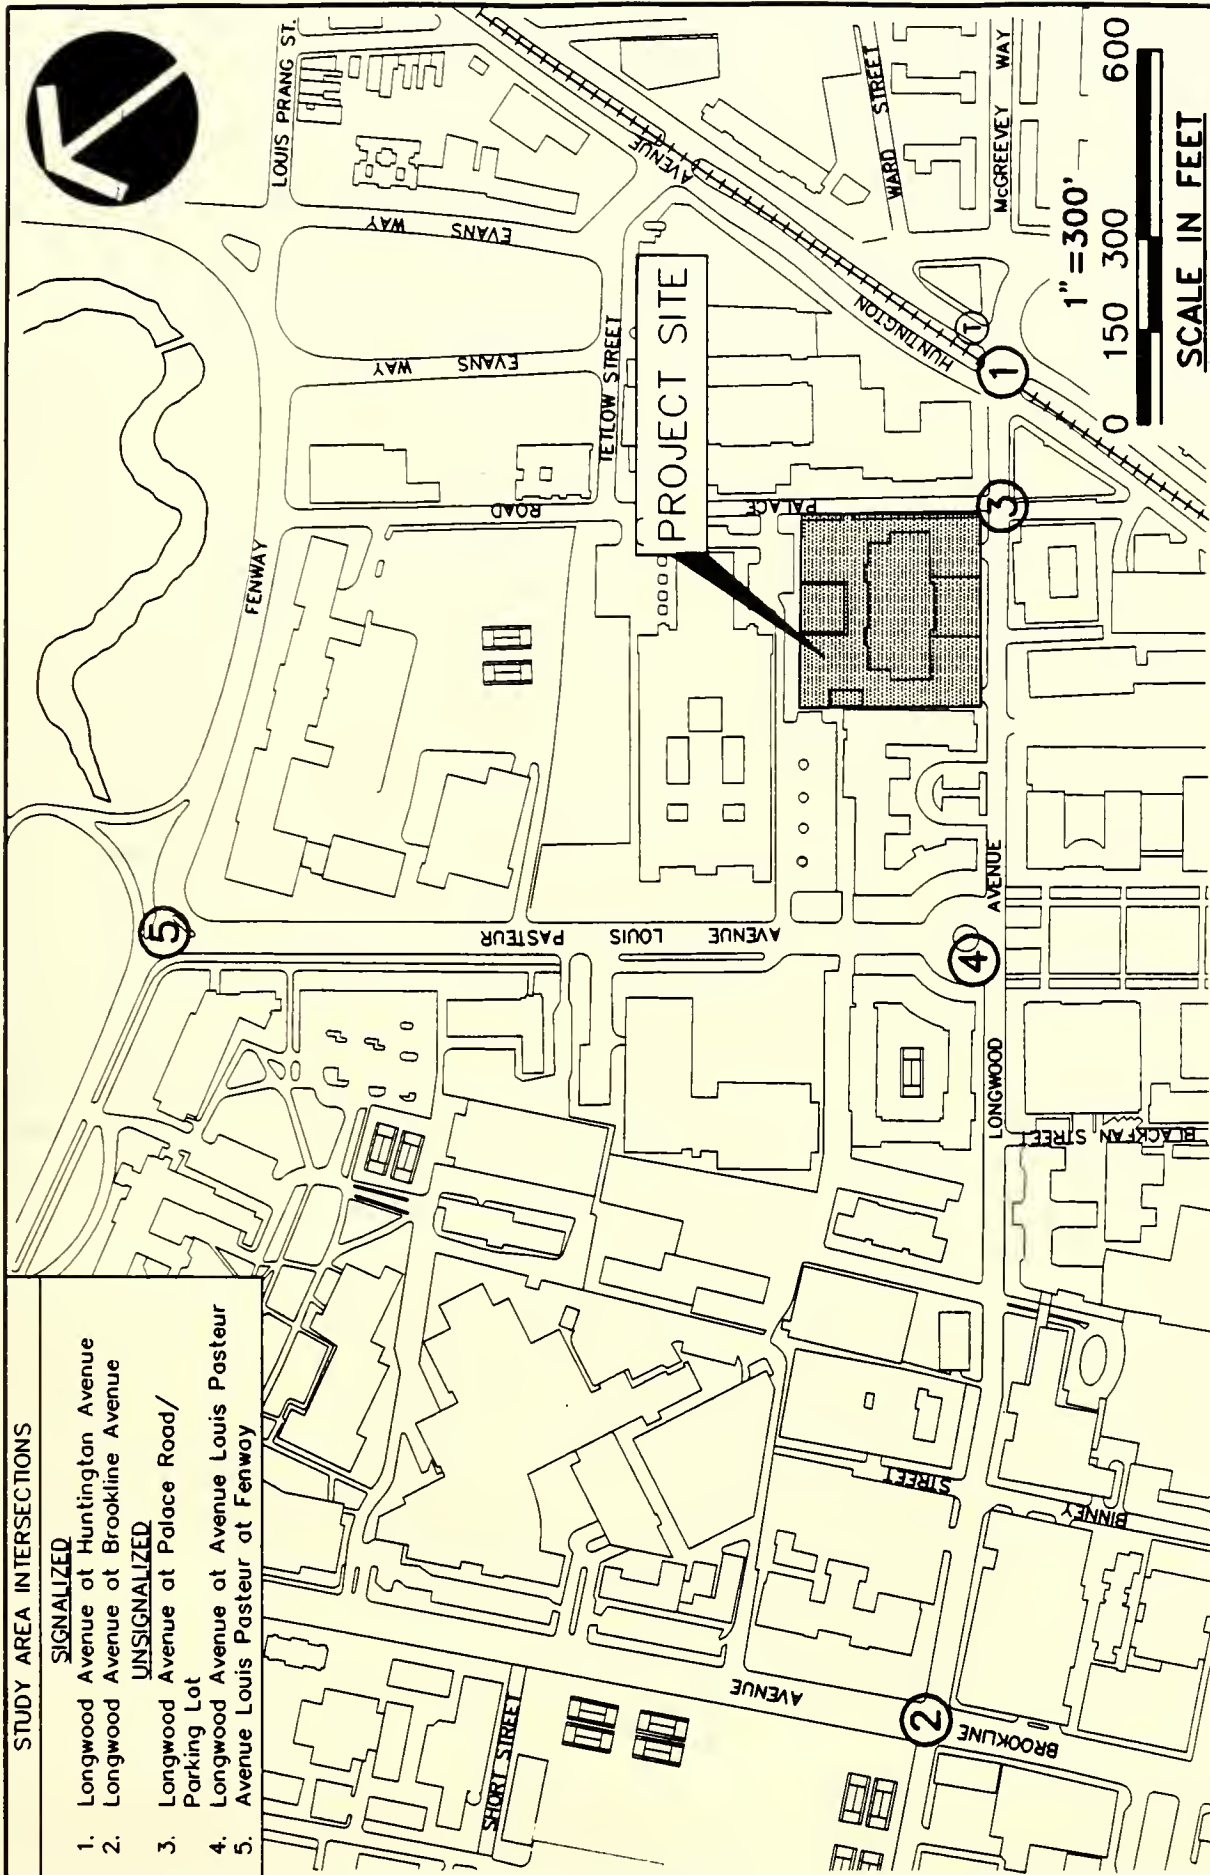 STUDY AREA INTERSECTIONS
SIGNALIZED
1. Longwood Avenue at Huntington Avenue
2. Longwood Avenue at Brookline Avenue
UNSIGNALIZED
3. Longwood Avenue at Palace Road/
Parking Lot
4. Longwood Avenue at Avenue Louis Pasteur
5. Avenue Louis Pasteur at Fenway
LOUIS PRANG ST.
EVANS WAY
EVANS WAY
FENWAY
TETLOW STREET
PALACE ROAD
PROJECT SITE
HUNTINGTON AVENUE
WARD STREET
McGREEVEY WAY
AVENUE LOUIS PASTEUR
LONGWOOD AVENUE
BLACKFAN STREET
BINNEY STREET
BROOKLINE AVENUE
SHORT STREET
T
1
2
3
4
5
1"=300'
0 150 300 600
SCALE IN FEET